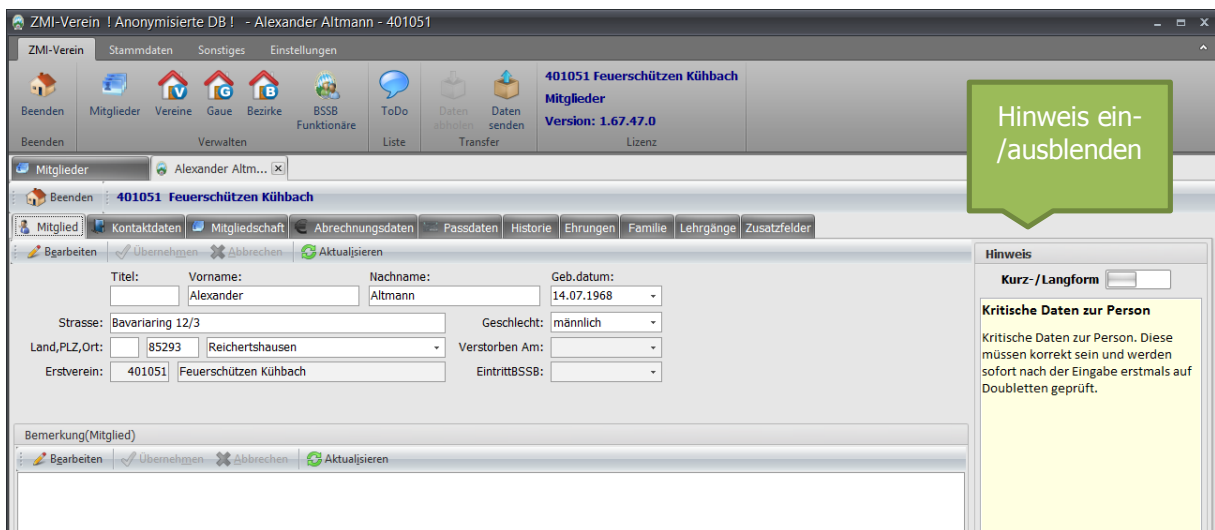 ZMI-Verein ! Anonymisierte DB ! - Alexander Altmann - 401051
ZMI-Verein Stammdaten Sonstiges Einstellungen
Beenden Mitglieder Vereine Gaue Bezirke BSSB Funktionäre ToDo Daten abholen Daten senden
401051 Feuerschützen Kühbach
Mitglieder
Version: 1.67.47.0
Beenden Verwalten Liste Transfer Lizenz
Hinweis ein-
/ausblenden
Mitglieder Alexander Altm...
Beenden 401051 Feuerschützen Kühbach
Mitglied Kontaktdaten Mitgliedschaft Abrechnungsdaten Passdaten Historie Ehrungen Familie Lehrgänge Zusatzfelder
Bearbeiten Übernehmen Abbrechen Aktualisieren
Titel: Vorname: Nachname: Geb.datum:
Alexander Altmann 14.07.1968
Strasse: Bavariaring 12/3 Geschlecht: männlich
Land,PLZ,Ort: 85293 Reichertshausen Verstorben Am:
Erstverein: 401051 Feuerschützen Kühbach EintrittBSSB:
Bemerkung(Mitglied)
Bearbeiten Übernehmen Abbrechen Aktualisieren
Hinweis
Kurz-/Langform
Kritische Daten zur Person
Kritische Daten zur Person. Diese
müssen korrekt sein und werden
sofort nach der Eingabe erstmals auf
Doubletten geprüft.